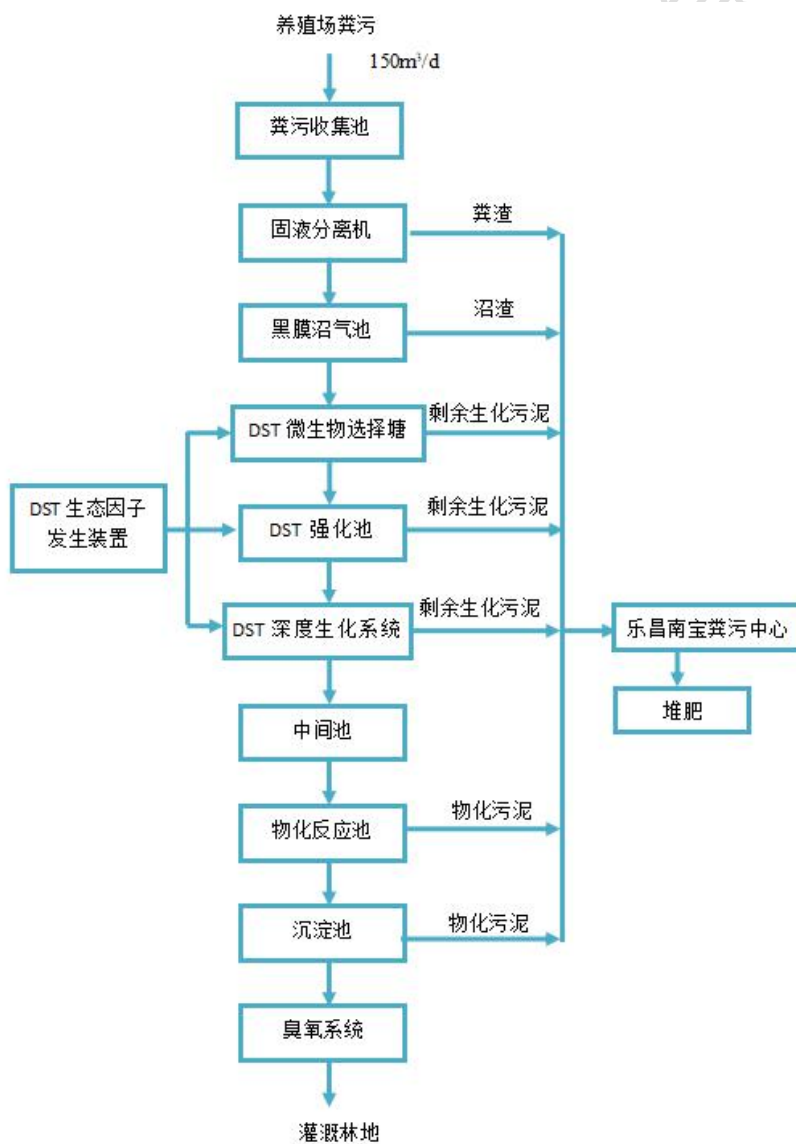 养殖场粪污
150m³/d
粪污收集池
固液分离机
粪渣
黑膜沼气池
沼渣
DST 微生物选择塘
剩余生化污泥
DST 生态因子
发生装置
DST 强化池
剩余生化污泥
DST 深度生化系统
剩余生化污泥
乐昌南宝粪污中心
堆肥
中间池
物化反应池
物化污泥
沉淀池
物化污泥
臭氧系统
灌溉林地